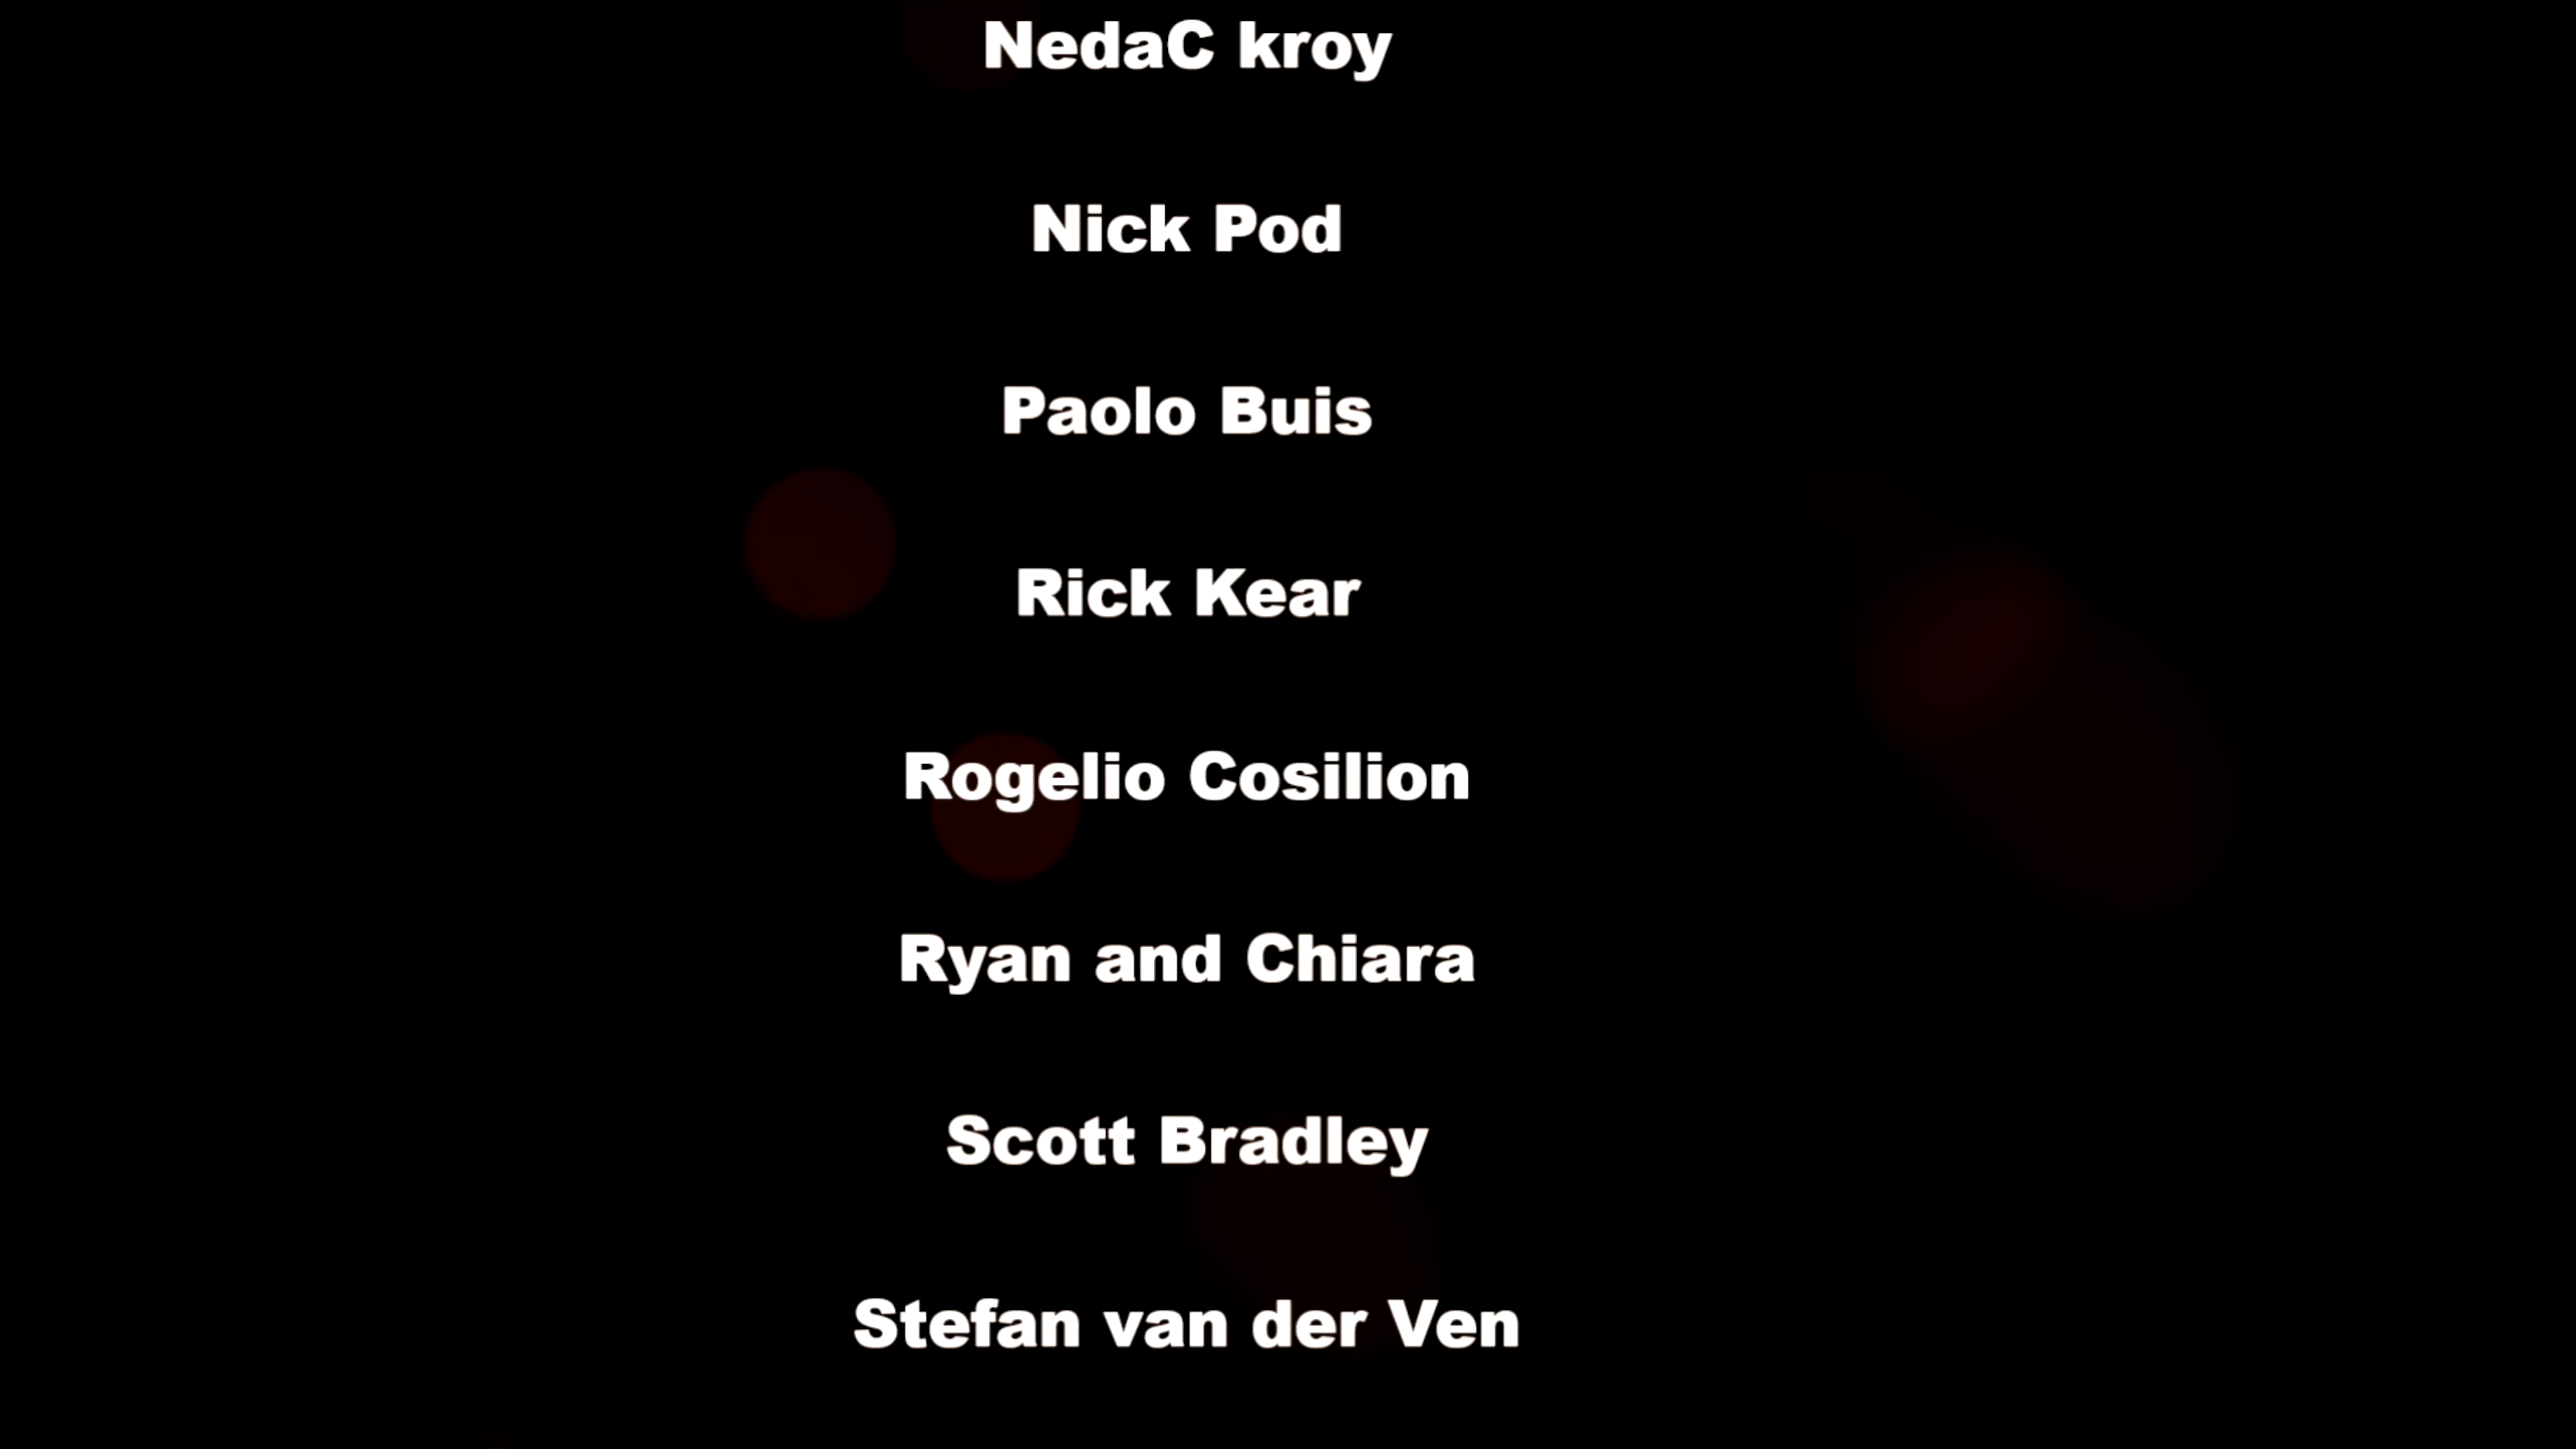 NedaC kroy
Nick Pod
Paolo Buis
Rick Kear
Rogelio Cosilion
Ryan and Chiara
Scott Bradley
Stefan van der Ven